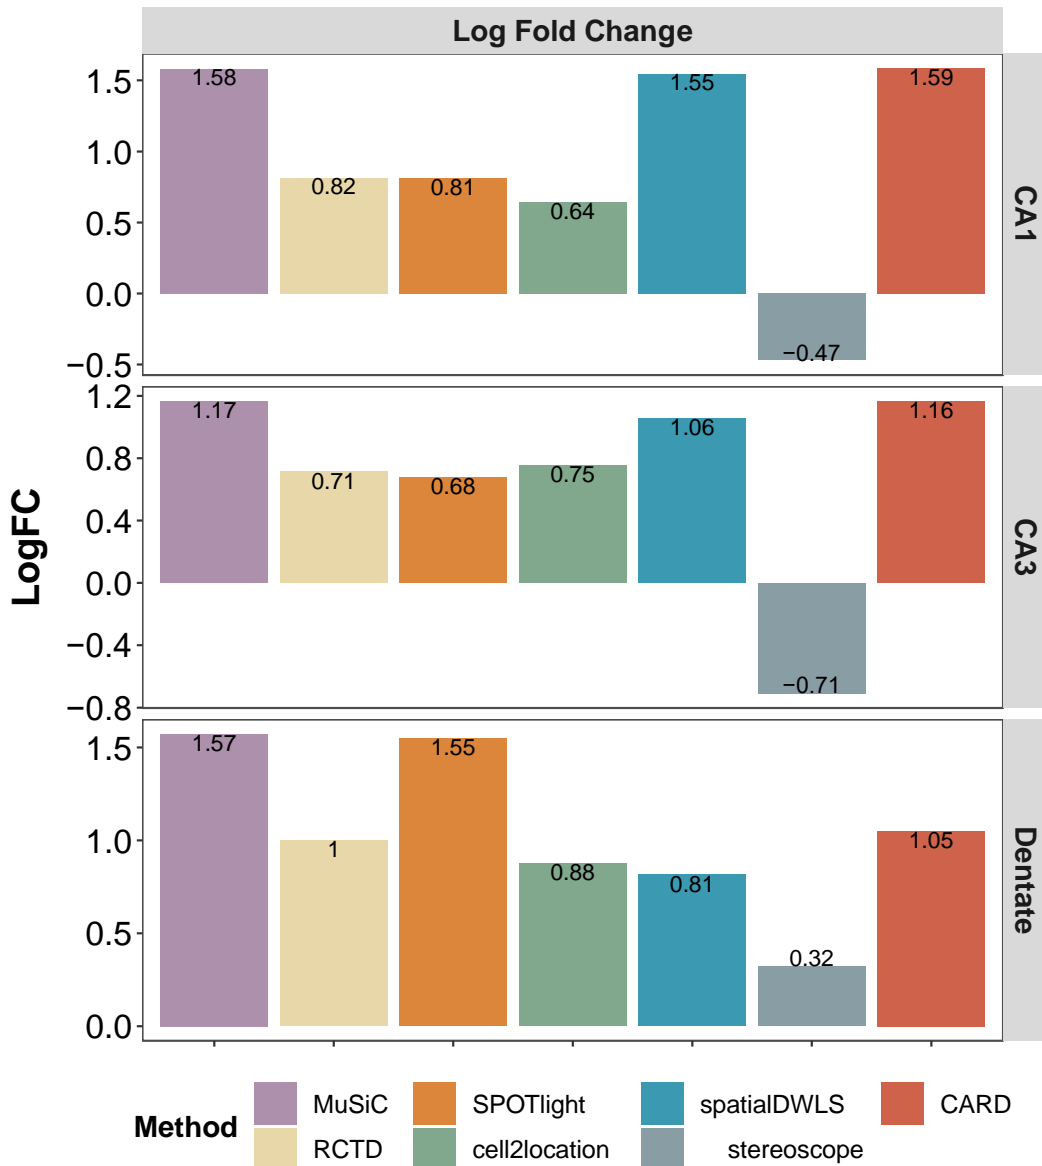 Log Fold Change
LogFC
1.5
1.0
0.5
0.0
−0.5
1.58
0.82
0.81
0.64
1.55
−0.47
1.59
CA1
1.2
0.8
0.4
0.0
−0.4
−0.8
1.17
0.71
0.68
0.75
1.06
−0.71
1.16
CA3
1.5
1.0
0.5
0.0
1.57
1
1.55
0.88
0.81
0.32
1.05
Dentate
Method
MuSiC
SPOTlight
spatialDWLS
CARD
RCTD
cell2location
stereoscope